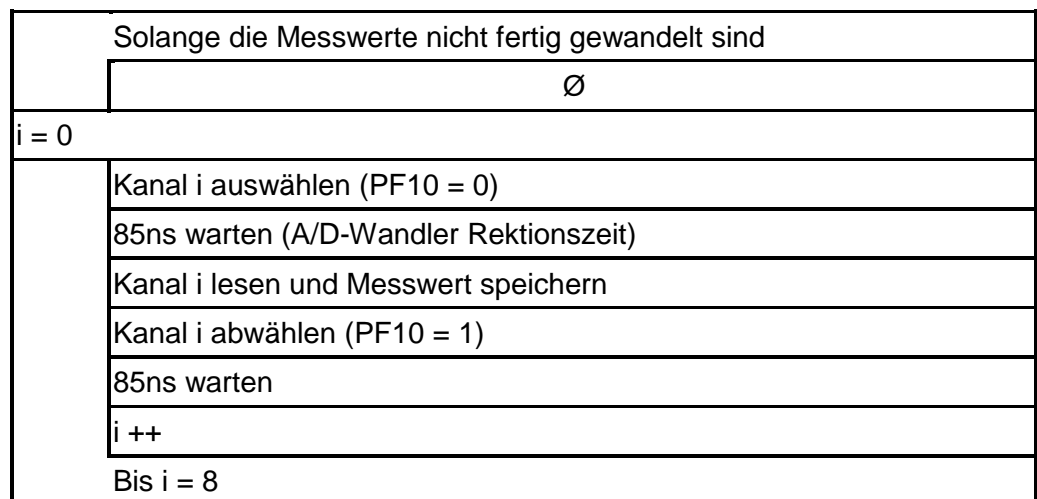 Solange die Messwerte nicht fertig gewandelt sind
Ø
i = 0
Kanal i auswählen (PF10 = 0)
85ns warten (A/D-Wandler Rektionszeit)
Kanal i lesen und Messwert speichern
Kanal i abwählen (PF10 = 1)
85ns warten
i ++
Bis i = 8